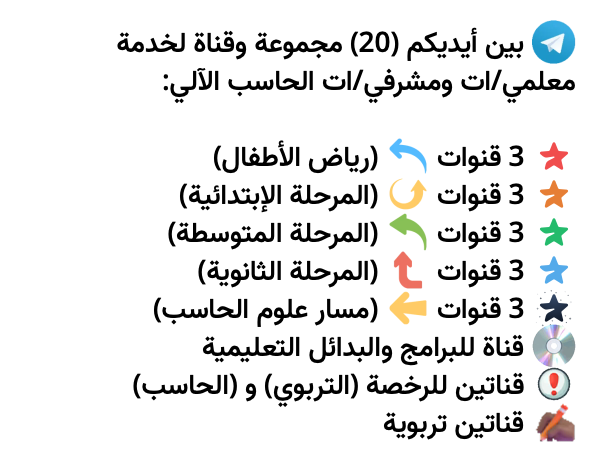 بين أيديكم (20) مجموعة وقناة لخدمة
معلمي/ات ومشرفي/ات الحاسب الآلي:
3 قنوات (رياض الأطفال)
3 قنوات (المرحلة الإبتدائية)
3 قنوات (المرحلة المتوسطة)
3 قنوات (المرحلة الثانوية)
3 قنوات (مسار علوم الحاسب)
قناة للبرامج والبدائل التعليمية
قناتين للرخصة (التربوي) و (الحاسب)
قناتين تربوية